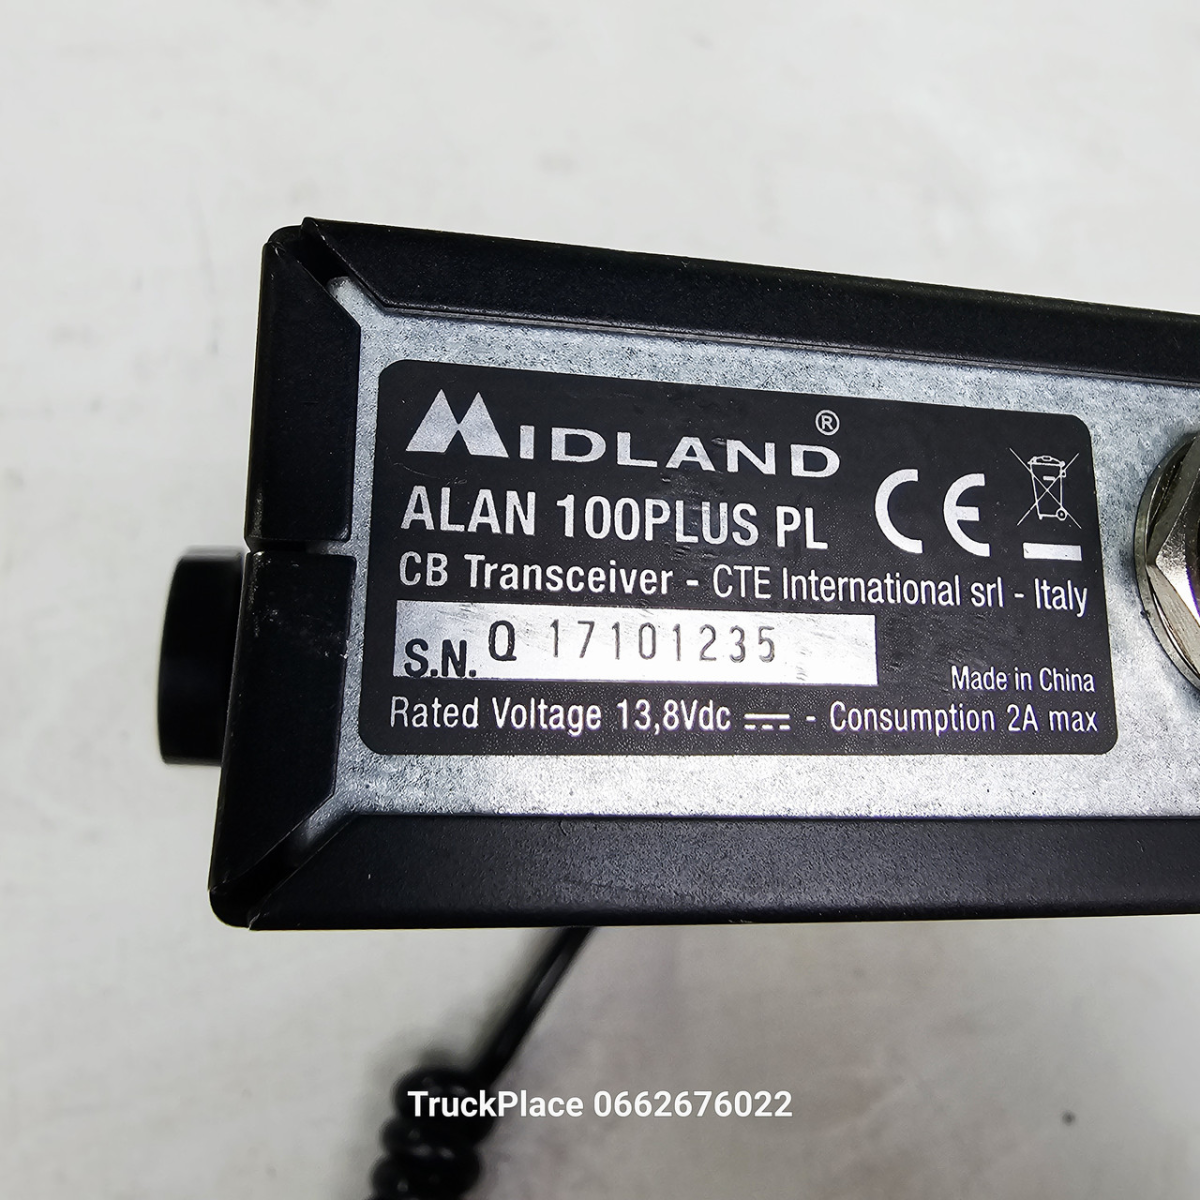 MIDLAND®
ALAN 100PLUS PL
CE
CB Transceiver - CTE International srl - Italy
S.N. Q 17101235
Made in China
Rated Voltage 13,8Vdc ⎓ - Consumption 2A max
TruckPlace 0662676022